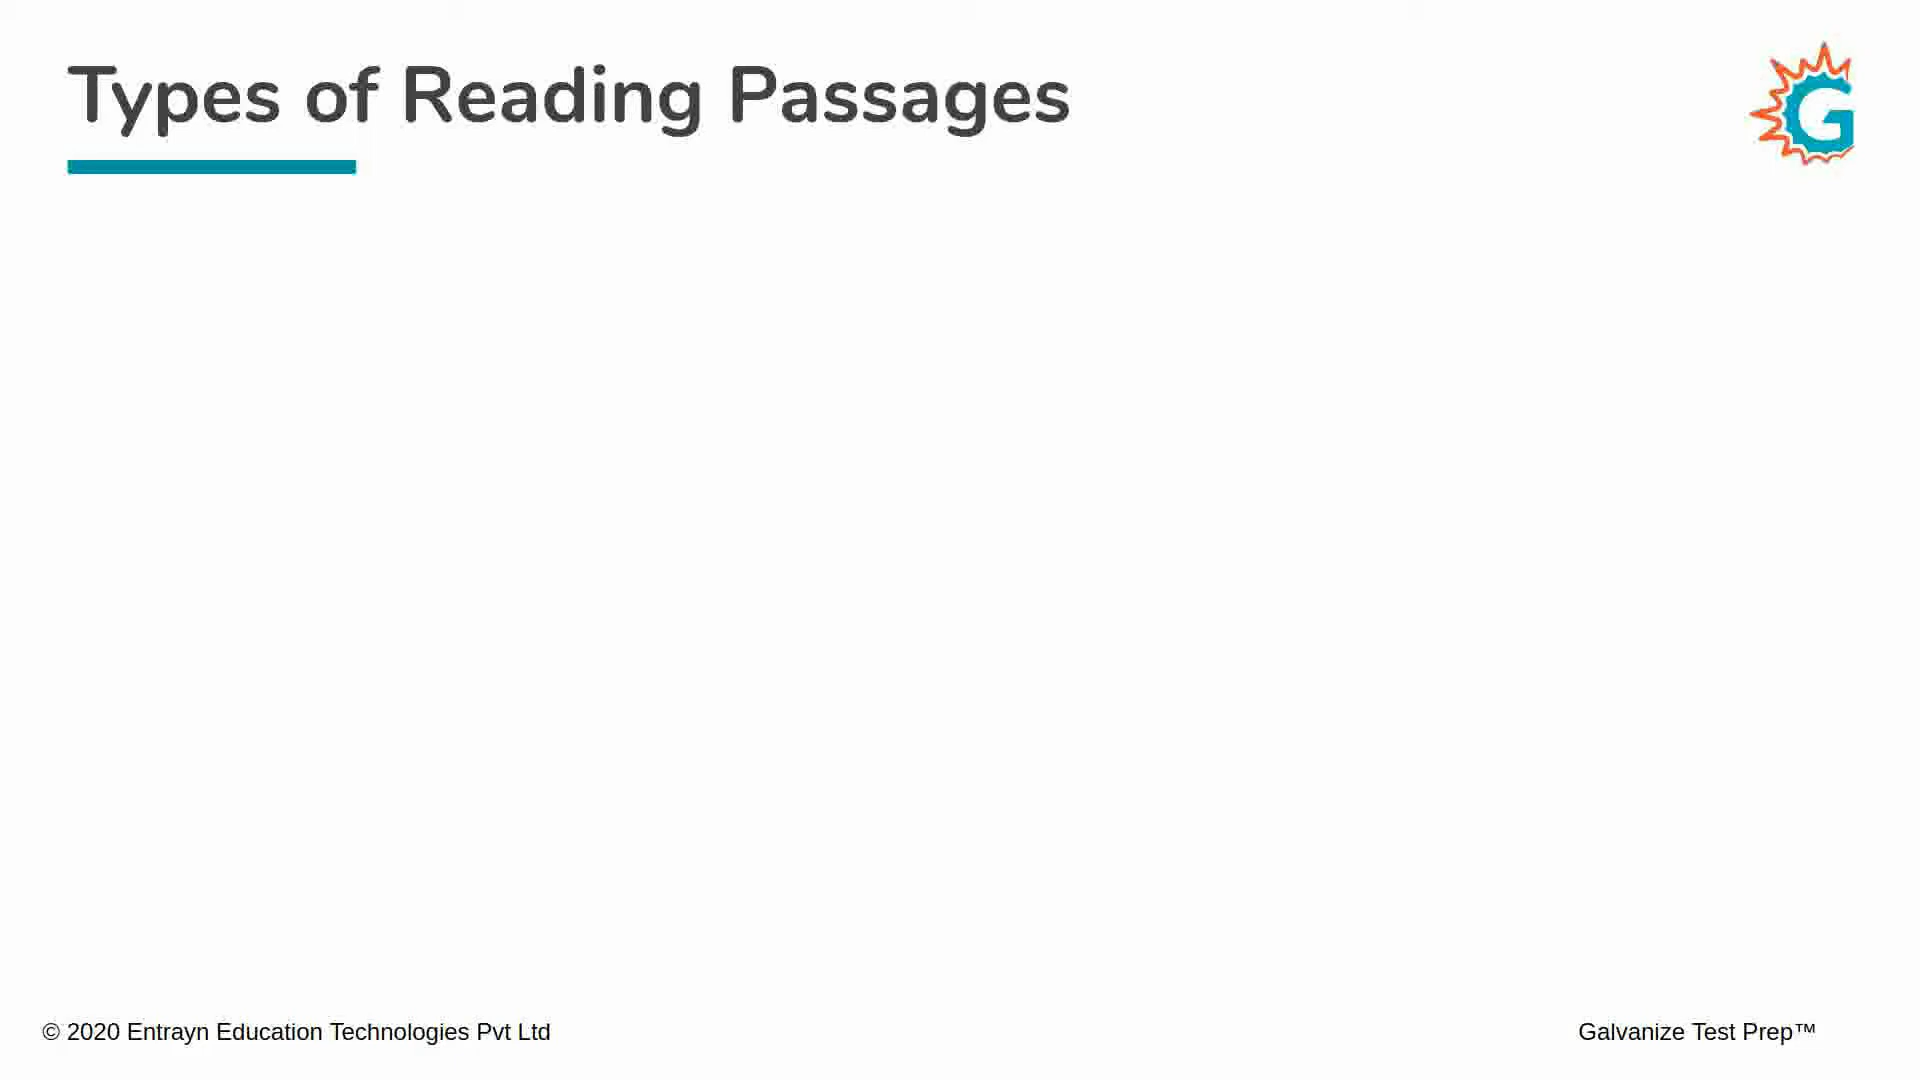 Types of Reading Passages
G
© 2020 Entrayn Education Technologies Pvt Ltd
Galvanize Test Prep™